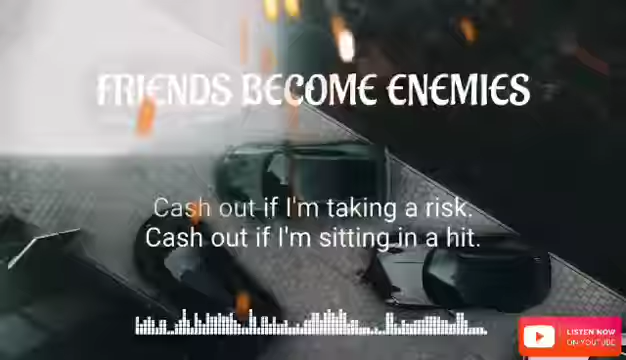 FRIENDS BECOME ENEMIES
Cash out if I'm taking a risk.
Cash out if I'm sitting in a hit.
LISTEN NOW
ON YOUTUBE